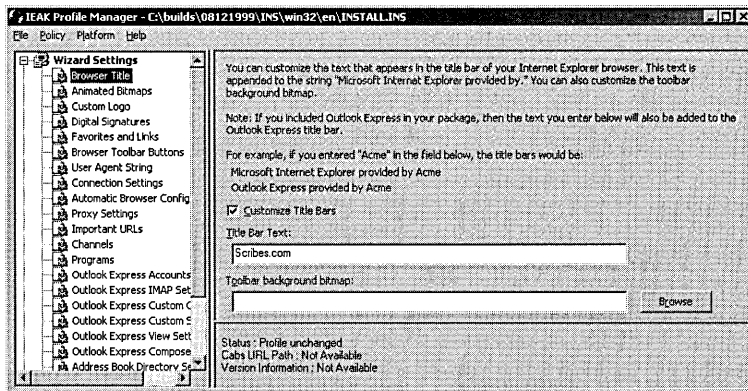 IEAK Profile Manager - C:\builds\08121999\INS\win32\en\INSTALL.INS
File Policy Platform Help
Wizard Settings
Browser Title
Animated Bitmaps
Custom Logo
Digital Signatures
Favorites and Links
Browser Toolbar Buttons
User Agent String
Connection Settings
Automatic Browser Config
Proxy Settings
Important URLs
Channels
Programs
Outlook Express Accounts
Outlook Express IMAP Set
Outlook Express Custom C
Outlook Express Custom S
Outlook Express View Sett
Outlook Express Compose
Address Book Directory Se
You can customize the text that appears in the title bar of your Internet Explorer browser. This text is
appended to the string "Microsoft Internet Explorer provided by." You can also customize the toolbar
background bitmap.
Note: If you included Outlook Express in your package, then the text you enter below will also be added to the
Outlook Express title bar.
For example, if you entered "Acme" in the field below, the title bars would be:
Microsoft Internet Explorer provided by Acme
Outlook Express provided by Acme
Customize Title Bars
Title Bar Text:
Scribes.com
Toolbar background bitmap:
Browse
Status : Profile unchanged
Cabs URL Path : Not Available
Version Information : Not Available